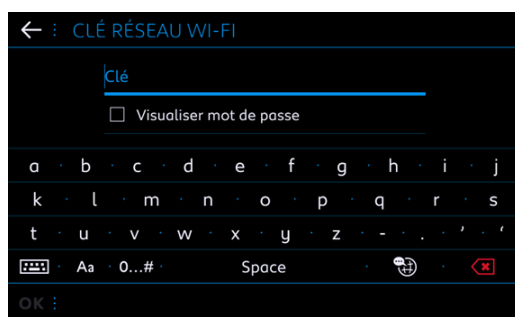 CLÉ RÉSEAU WI-FI
Clé
Visualiser mot de passe
a b c d e f g h i j
k l m n o p q r s
t u v w x y z - . , ‘
Aa 0...# Space
OK